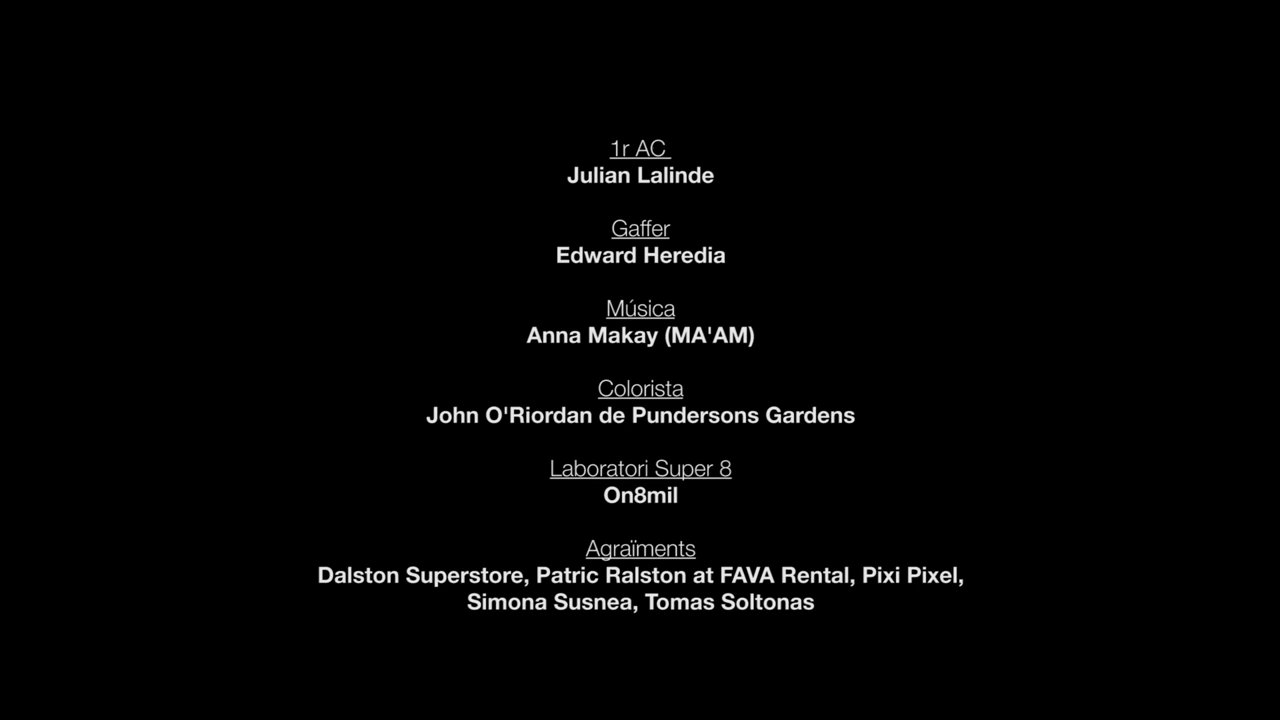 1r AC
Julian Lalinde
Gaffer
Edward Heredia
Música
Anna Makay (MA'AM)
Colorista
John O'Riordan de Pundersons Gardens
Laboratori Super 8
On8mil
Agraïments
Dalston Superstore, Patric Ralston at FAVA Rental, Pixi Pixel,
Simona Susnea, Tomas Soltonas